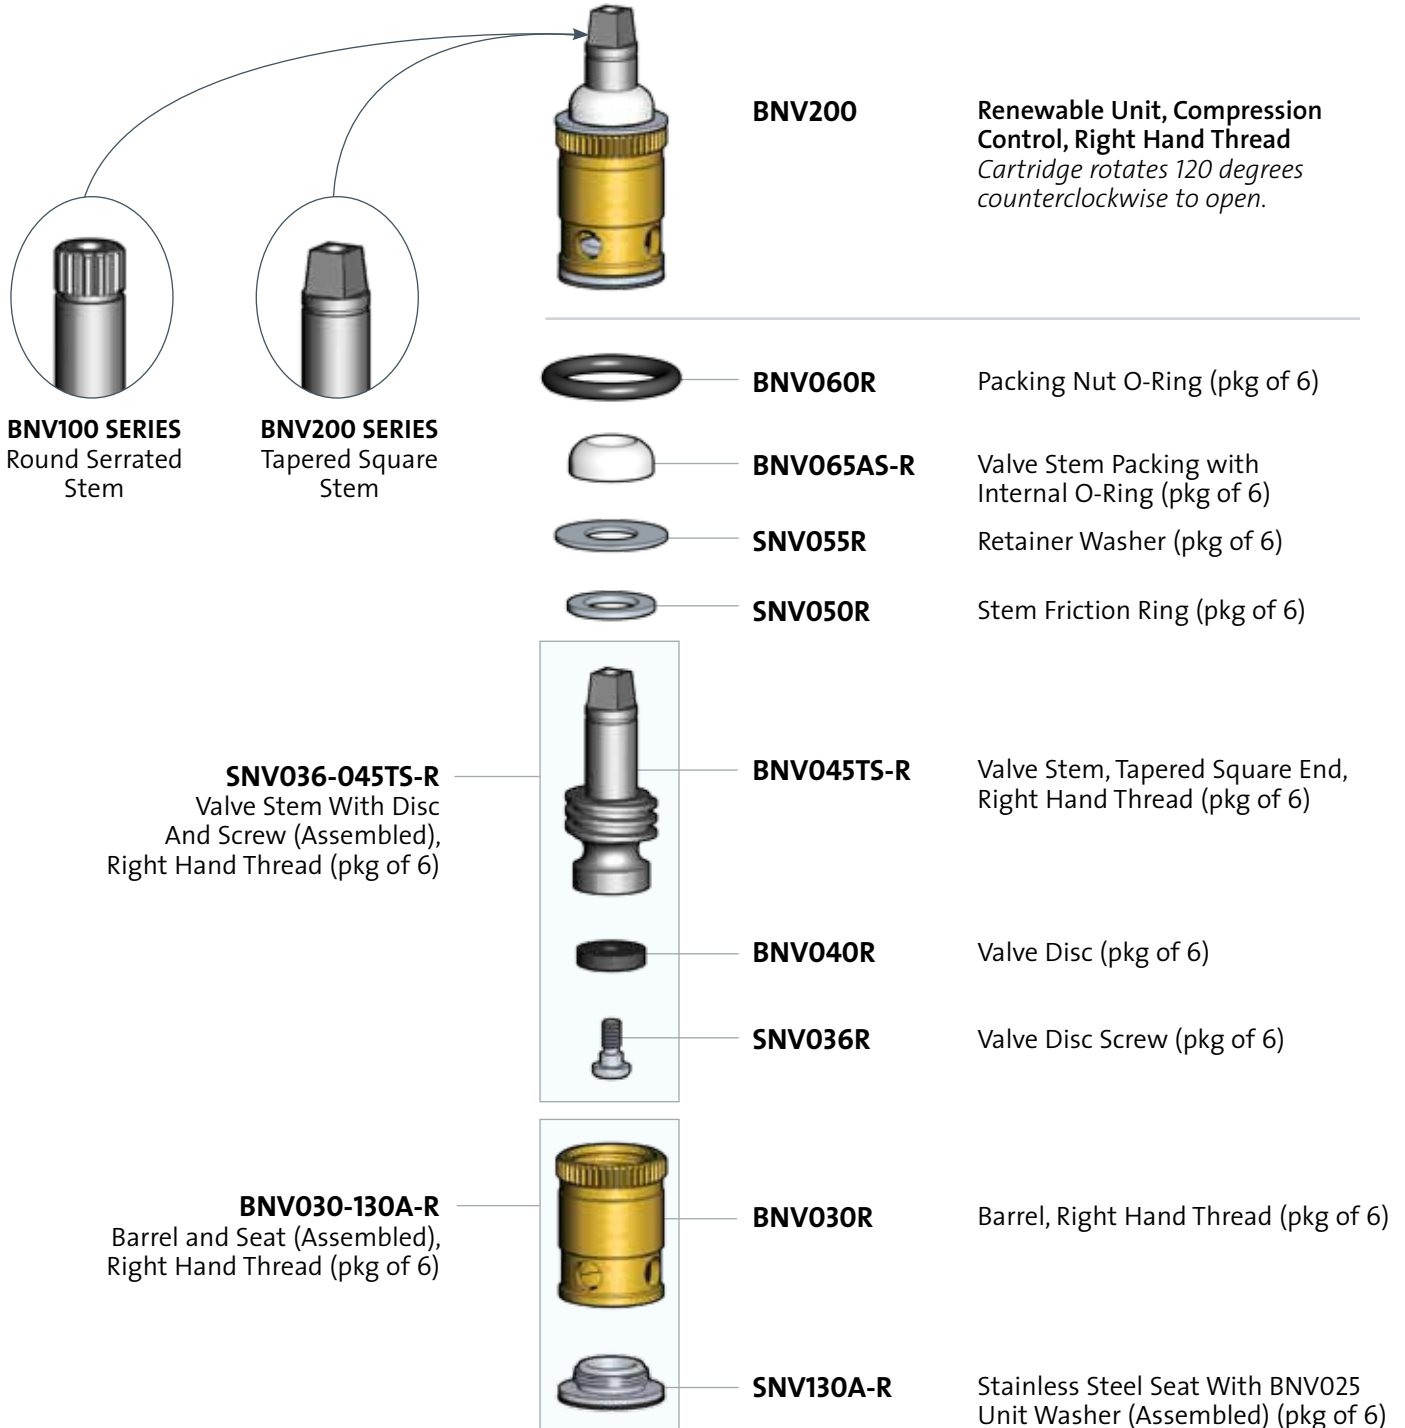 BNV200
Renewable Unit, Compression
Control, Right Hand Thread
Cartridge rotates 120 degrees
counterclockwise to open.
BNV100 SERIES
Round Serrated
Stem
BNV200 SERIES
Tapered Square
Stem
BNV060R
Packing Nut O-Ring (pkg of 6)
BNV065AS-R
Valve Stem Packing with
Internal O-Ring (pkg of 6)
SNV055R
Retainer Washer (pkg of 6)
SNV050R
Stem Friction Ring (pkg of 6)
SNV036-045TS-R
Valve Stem With Disc
And Screw (Assembled),
Right Hand Thread (pkg of 6)
BNV045TS-R
Valve Stem, Tapered Square End,
Right Hand Thread (pkg of 6)
BNV040R
Valve Disc (pkg of 6)
SNV036R
Valve Disc Screw (pkg of 6)
BNV030-130A-R
Barrel and Seat (Assembled),
Right Hand Thread (pkg of 6)
BNV030R
Barrel, Right Hand Thread (pkg of 6)
SNV130A-R
Stainless Steel Seat With BNV025
Unit Washer (Assembled) (pkg of 6)